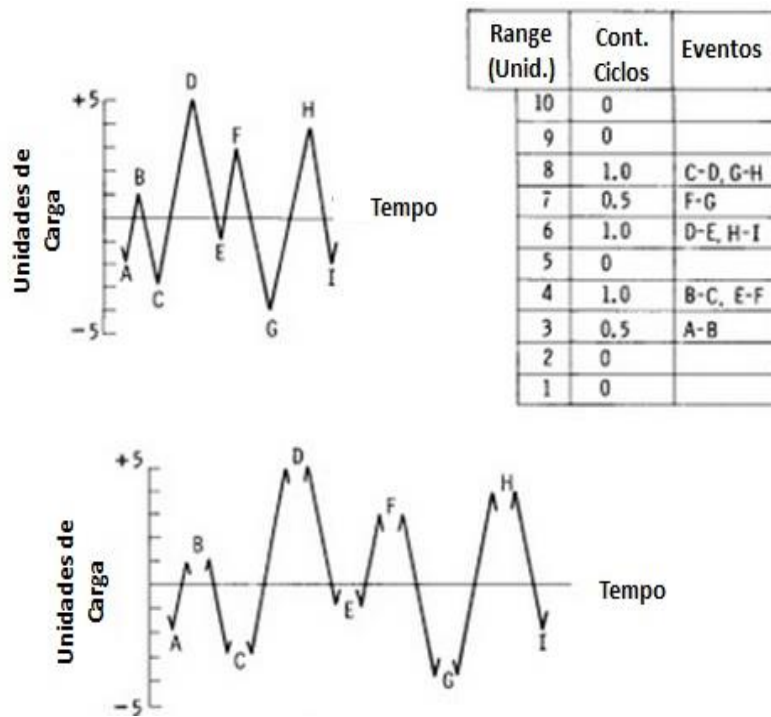 +5
-5
Unidades de
Carga
A
B
C
D
E
F
G
H
I
Tempo
Range
(Unid.)
Cont.
Ciclos
Eventos
10 0
9 0
8 1.0 C-D, G-H
7 0.5 F-G
6 1.0 D-E, H-I
5 0
4 1.0 B-C, E-F
3 0.5 A-B
2 0
1 0
+5
-5
Unidades de
Carga
A
B
C
D
E
F
G
H
I
Tempo